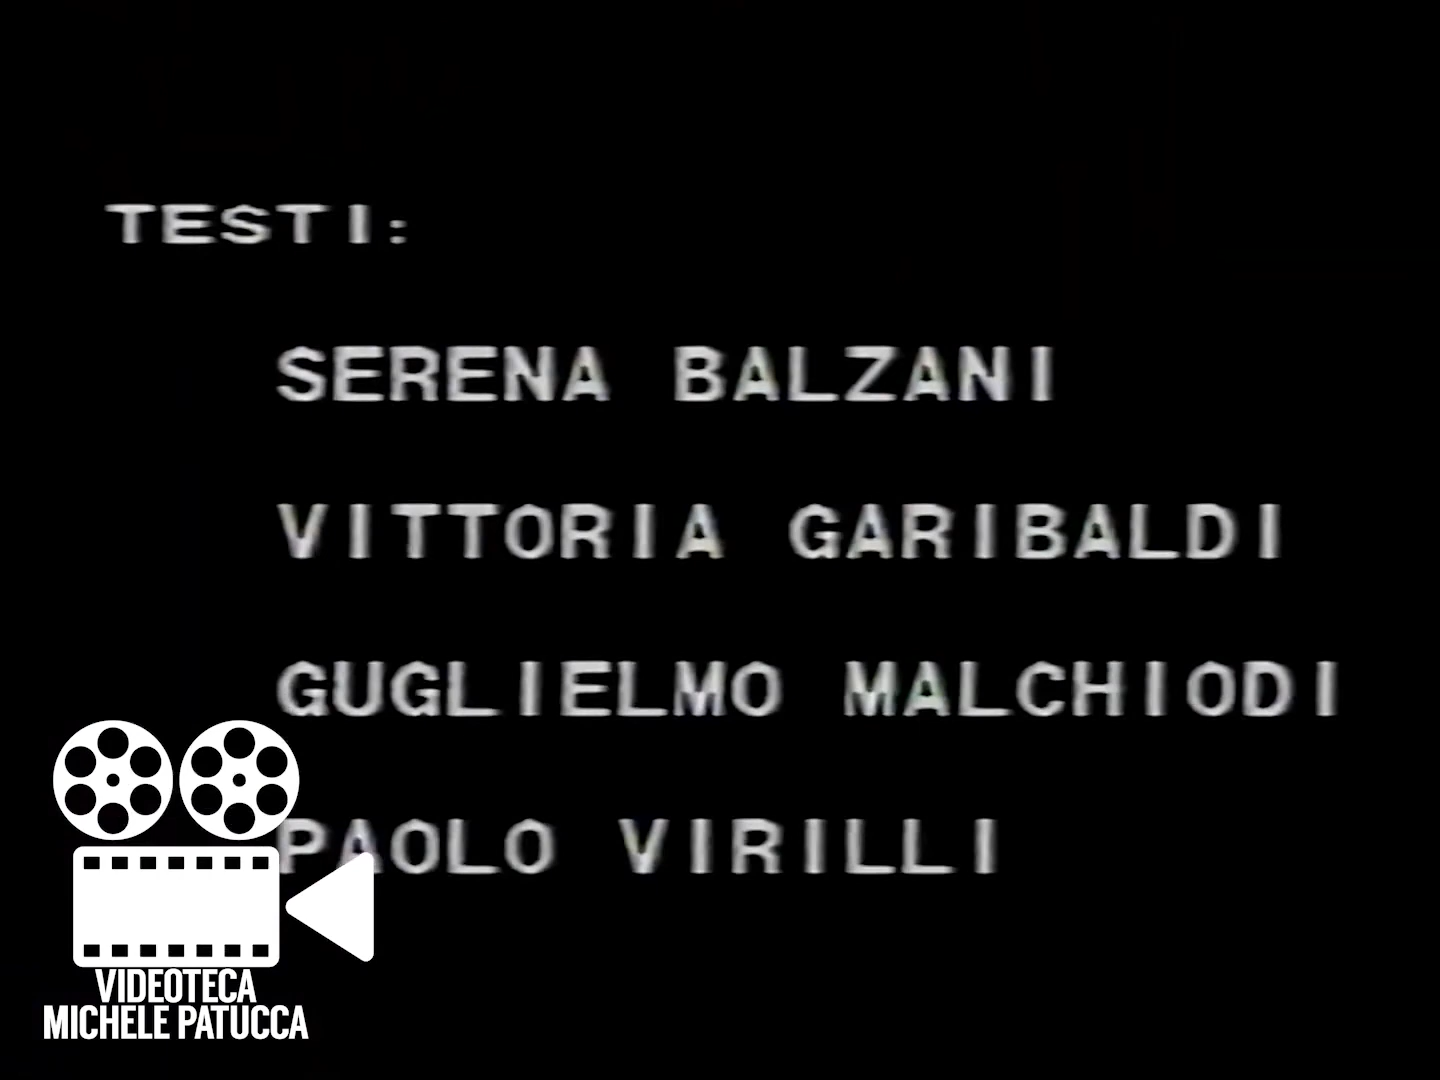 TESTI:
SERENA BALZANI
VITTORIA GARIBALDI
GUGLIELMO MALCHIODI
PAOLO VIRILLI
VIDEOTECA
MICHELE PATUCCA